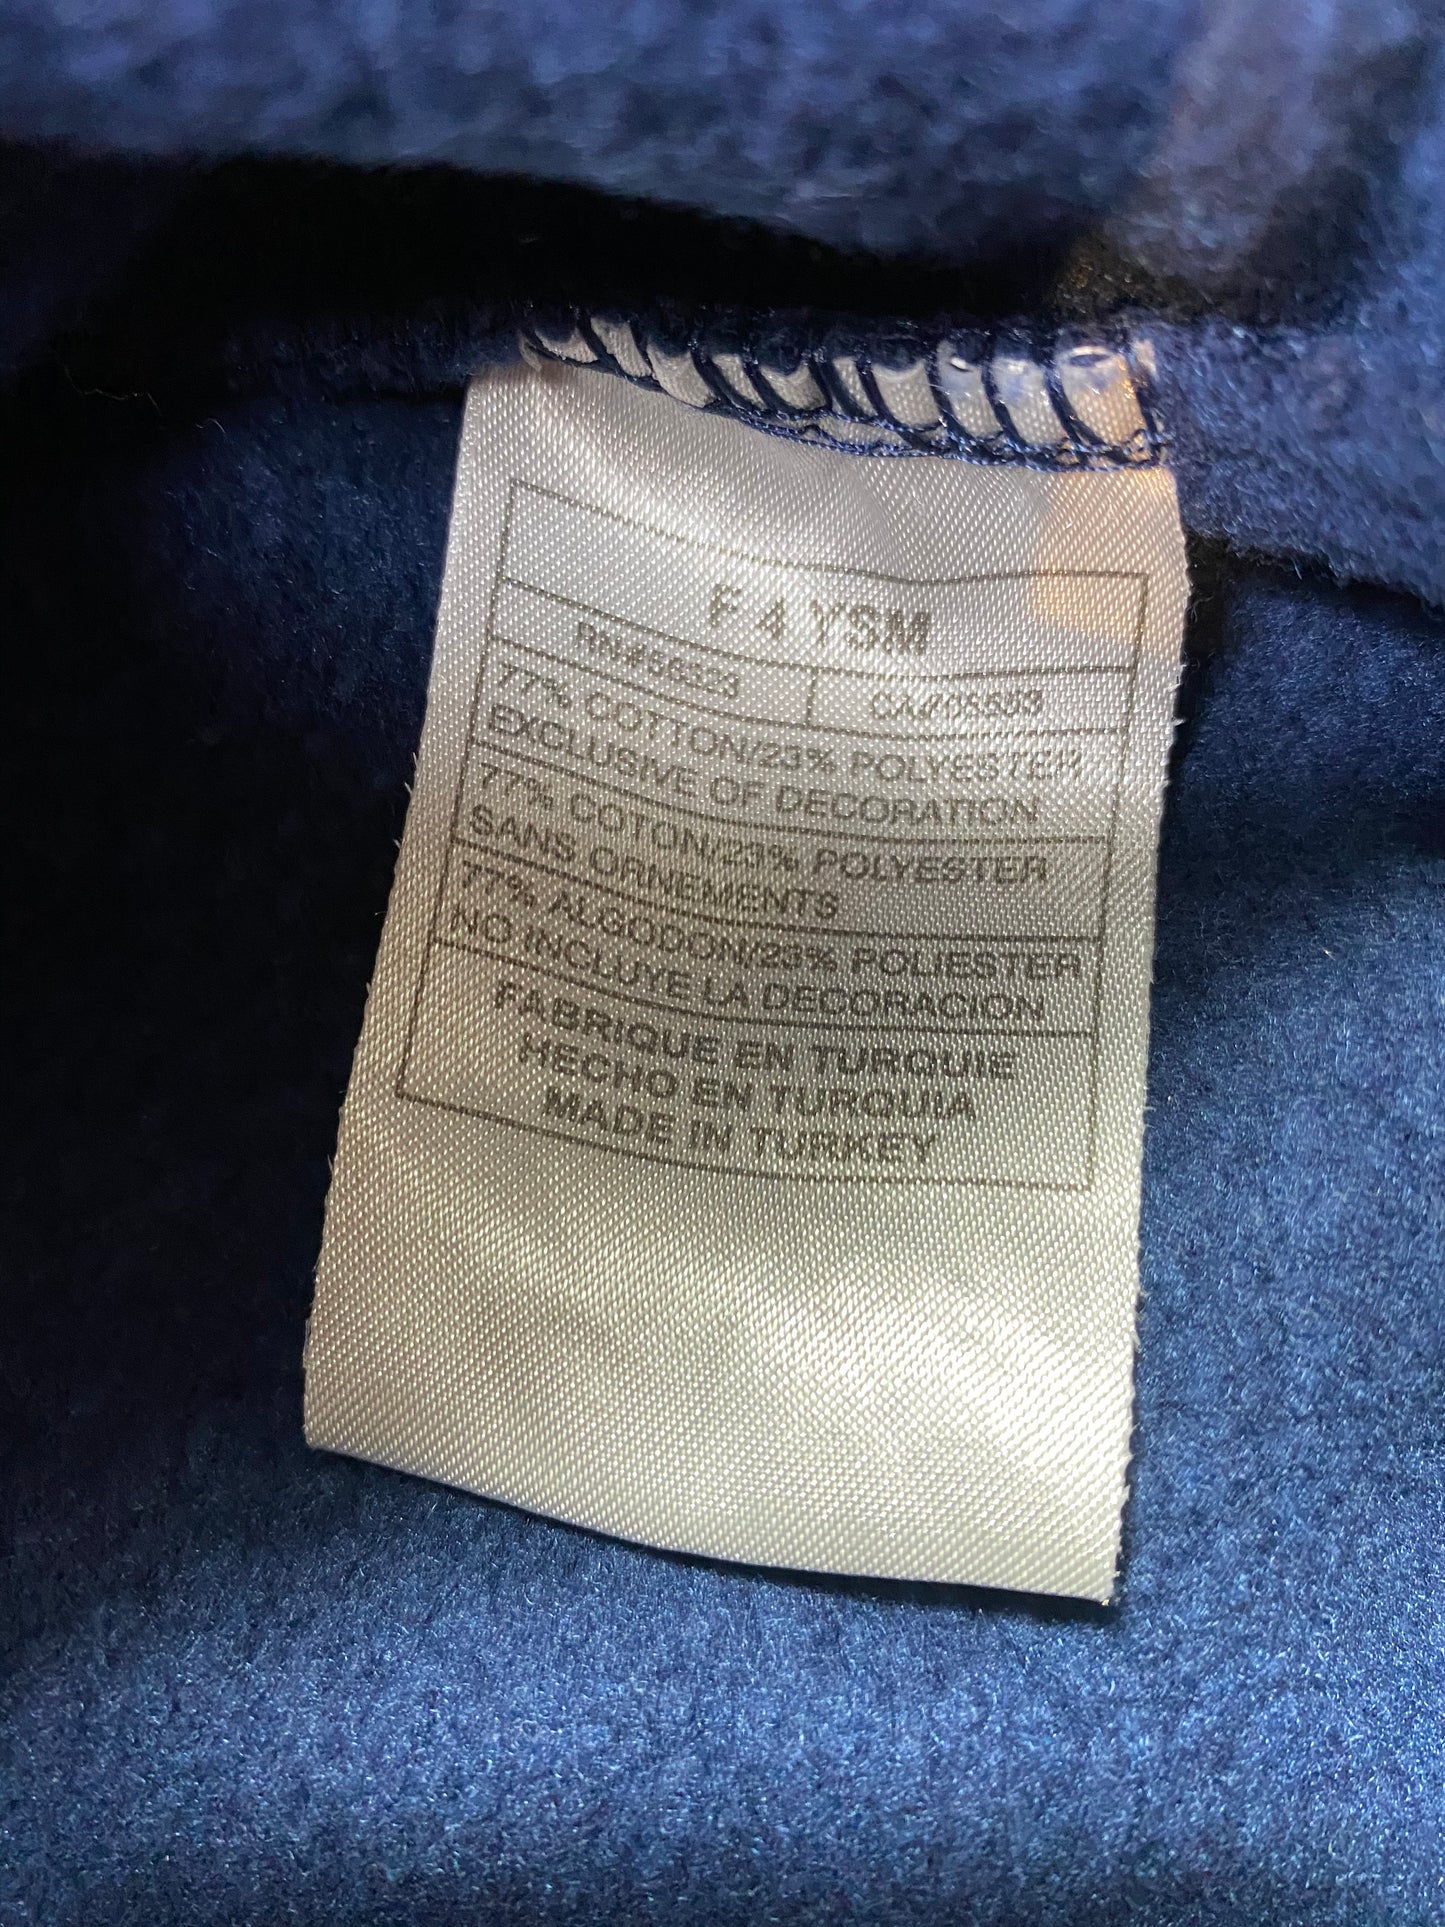 F 4 YSM
RN#56323 CA#05553
77% COTTON/23% POLYESTER
EXCLUSIVE OF DECORATION
77% COTON/23% POLYESTER
SANS ORNEMENTS
77% ALGODON/23% POLIESTER
NO INCLUYE LA DECORACION
FABRIQUE EN TURQUIE
HECHO EN TURQUIA
MADE IN TURKEY